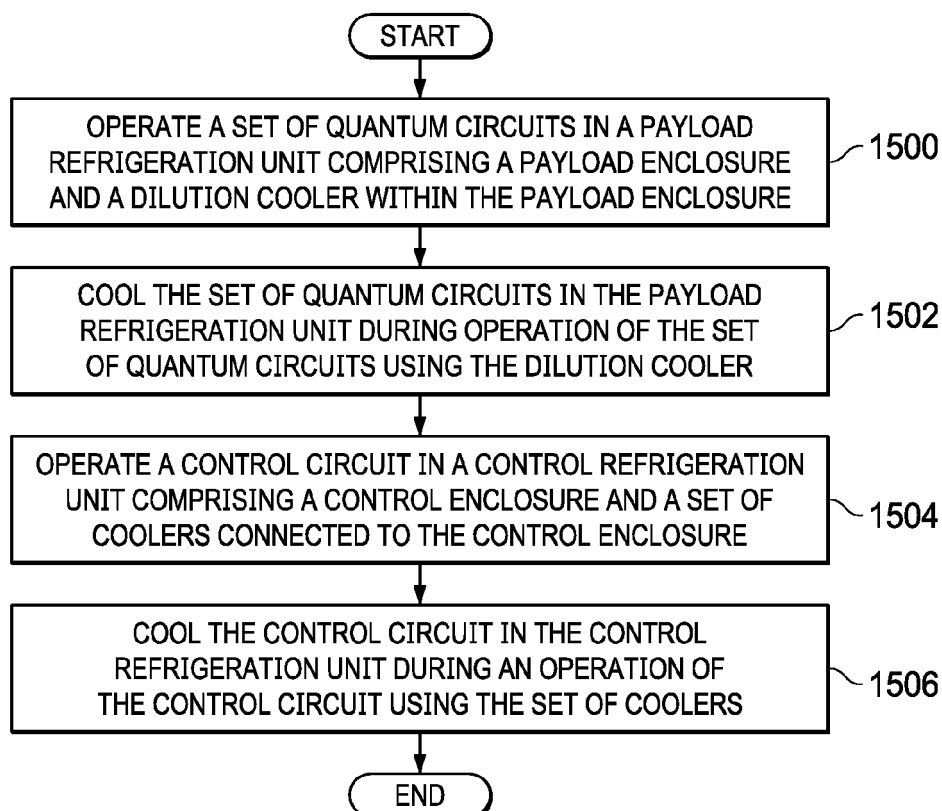 START
OPERATE A SET OF QUANTUM CIRCUITS IN A PAYLOAD
REFRIGERATION UNIT COMPRISING A PAYLOAD ENCLOSURE
AND A DILUTION COOLER WITHIN THE PAYLOAD ENCLOSURE
1500
COOL THE SET OF QUANTUM CIRCUITS IN THE PAYLOAD
REFRIGERATION UNIT DURING OPERATION OF THE SET
OF QUANTUM CIRCUITS USING THE DILUTION COOLER
1502
OPERATE A CONTROL CIRCUIT IN A CONTROL REFRIGERATION
UNIT COMPRISING A CONTROL ENCLOSURE AND A SET OF
COOLERS CONNECTED TO THE CONTROL ENCLOSURE
1504
COOL THE CONTROL CIRCUIT IN THE CONTROL
REFRIGERATION UNIT DURING AN OPERATION OF
THE CONTROL CIRCUIT USING THE SET OF COOLERS
1506
END